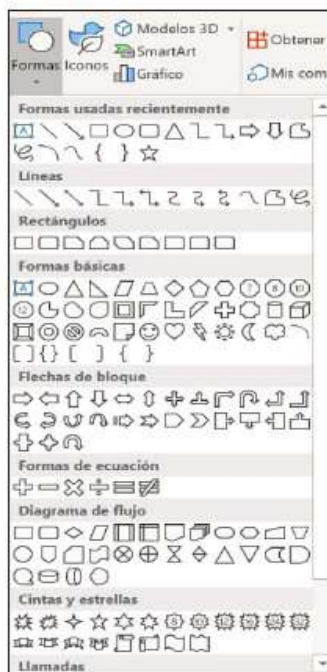 Modelos 3D
Obtener
SmartArt
Formas Iconos
Gráfico
Mis com
Formas usadas recientemente
Líneas
Rectángulos
Formas básicas
Flechas de bloque
Formas de ecuación
Diagrama de flujo
Cintas y estrellas
Llamadas